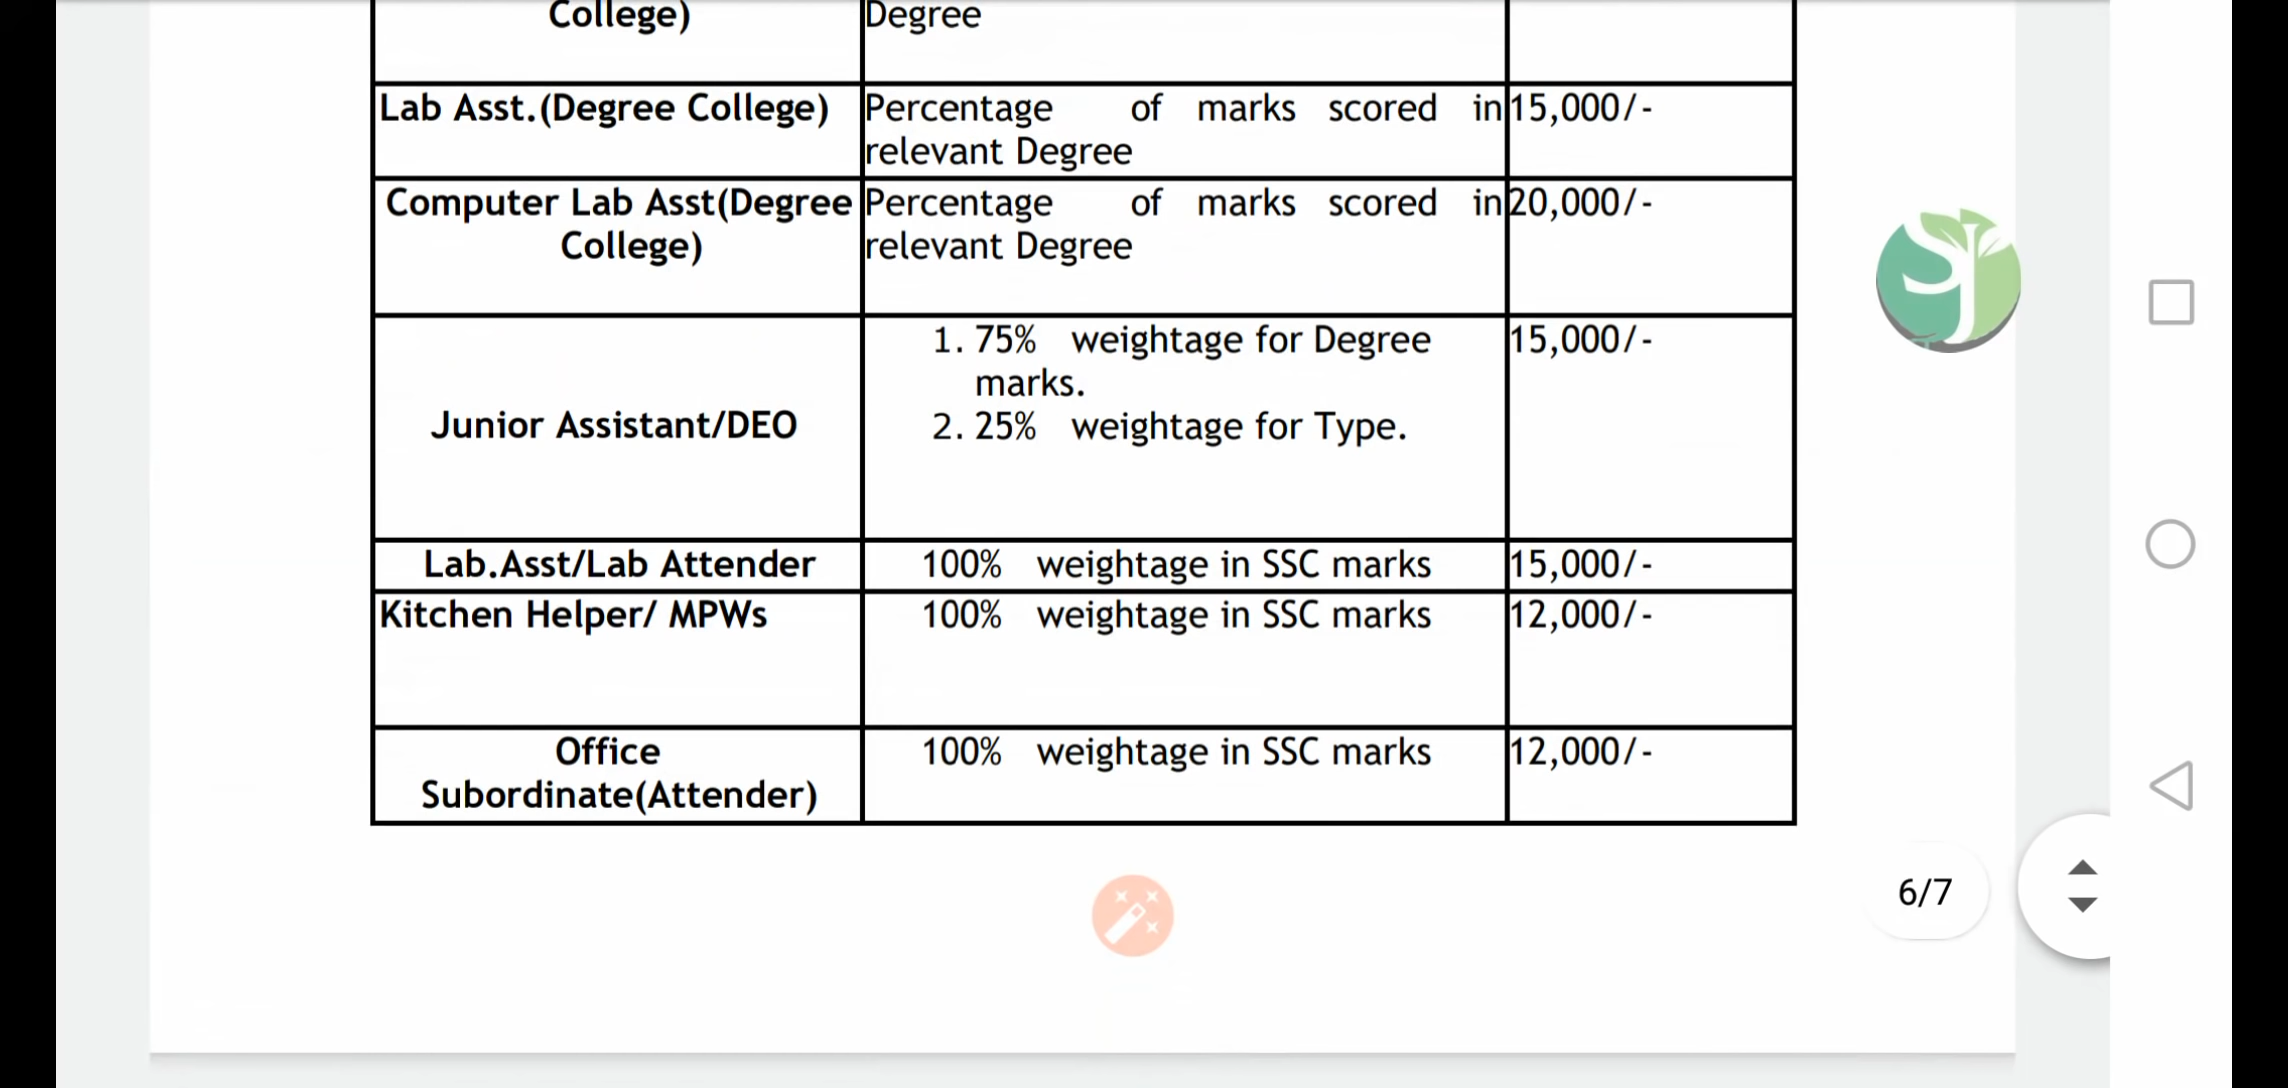 College)
Degree
Lab Asst.(Degree College)
Percentage of marks scored in
relevant Degree
15,000/-
Computer Lab Asst(Degree
College)
Percentage of marks scored in
relevant Degree
20,000/-
Junior Assistant/DEO
1. 75% weightage for Degree
marks.
2. 25% weightage for Type.
15,000/-
Lab.Asst/Lab Attender
100% weightage in SSC marks
15,000/-
Kitchen Helper/ MPWs
100% weightage in SSC marks
12,000/-
Office
Subordinate(Attender)
100% weightage in SSC marks
12,000/-
SJ
6/7